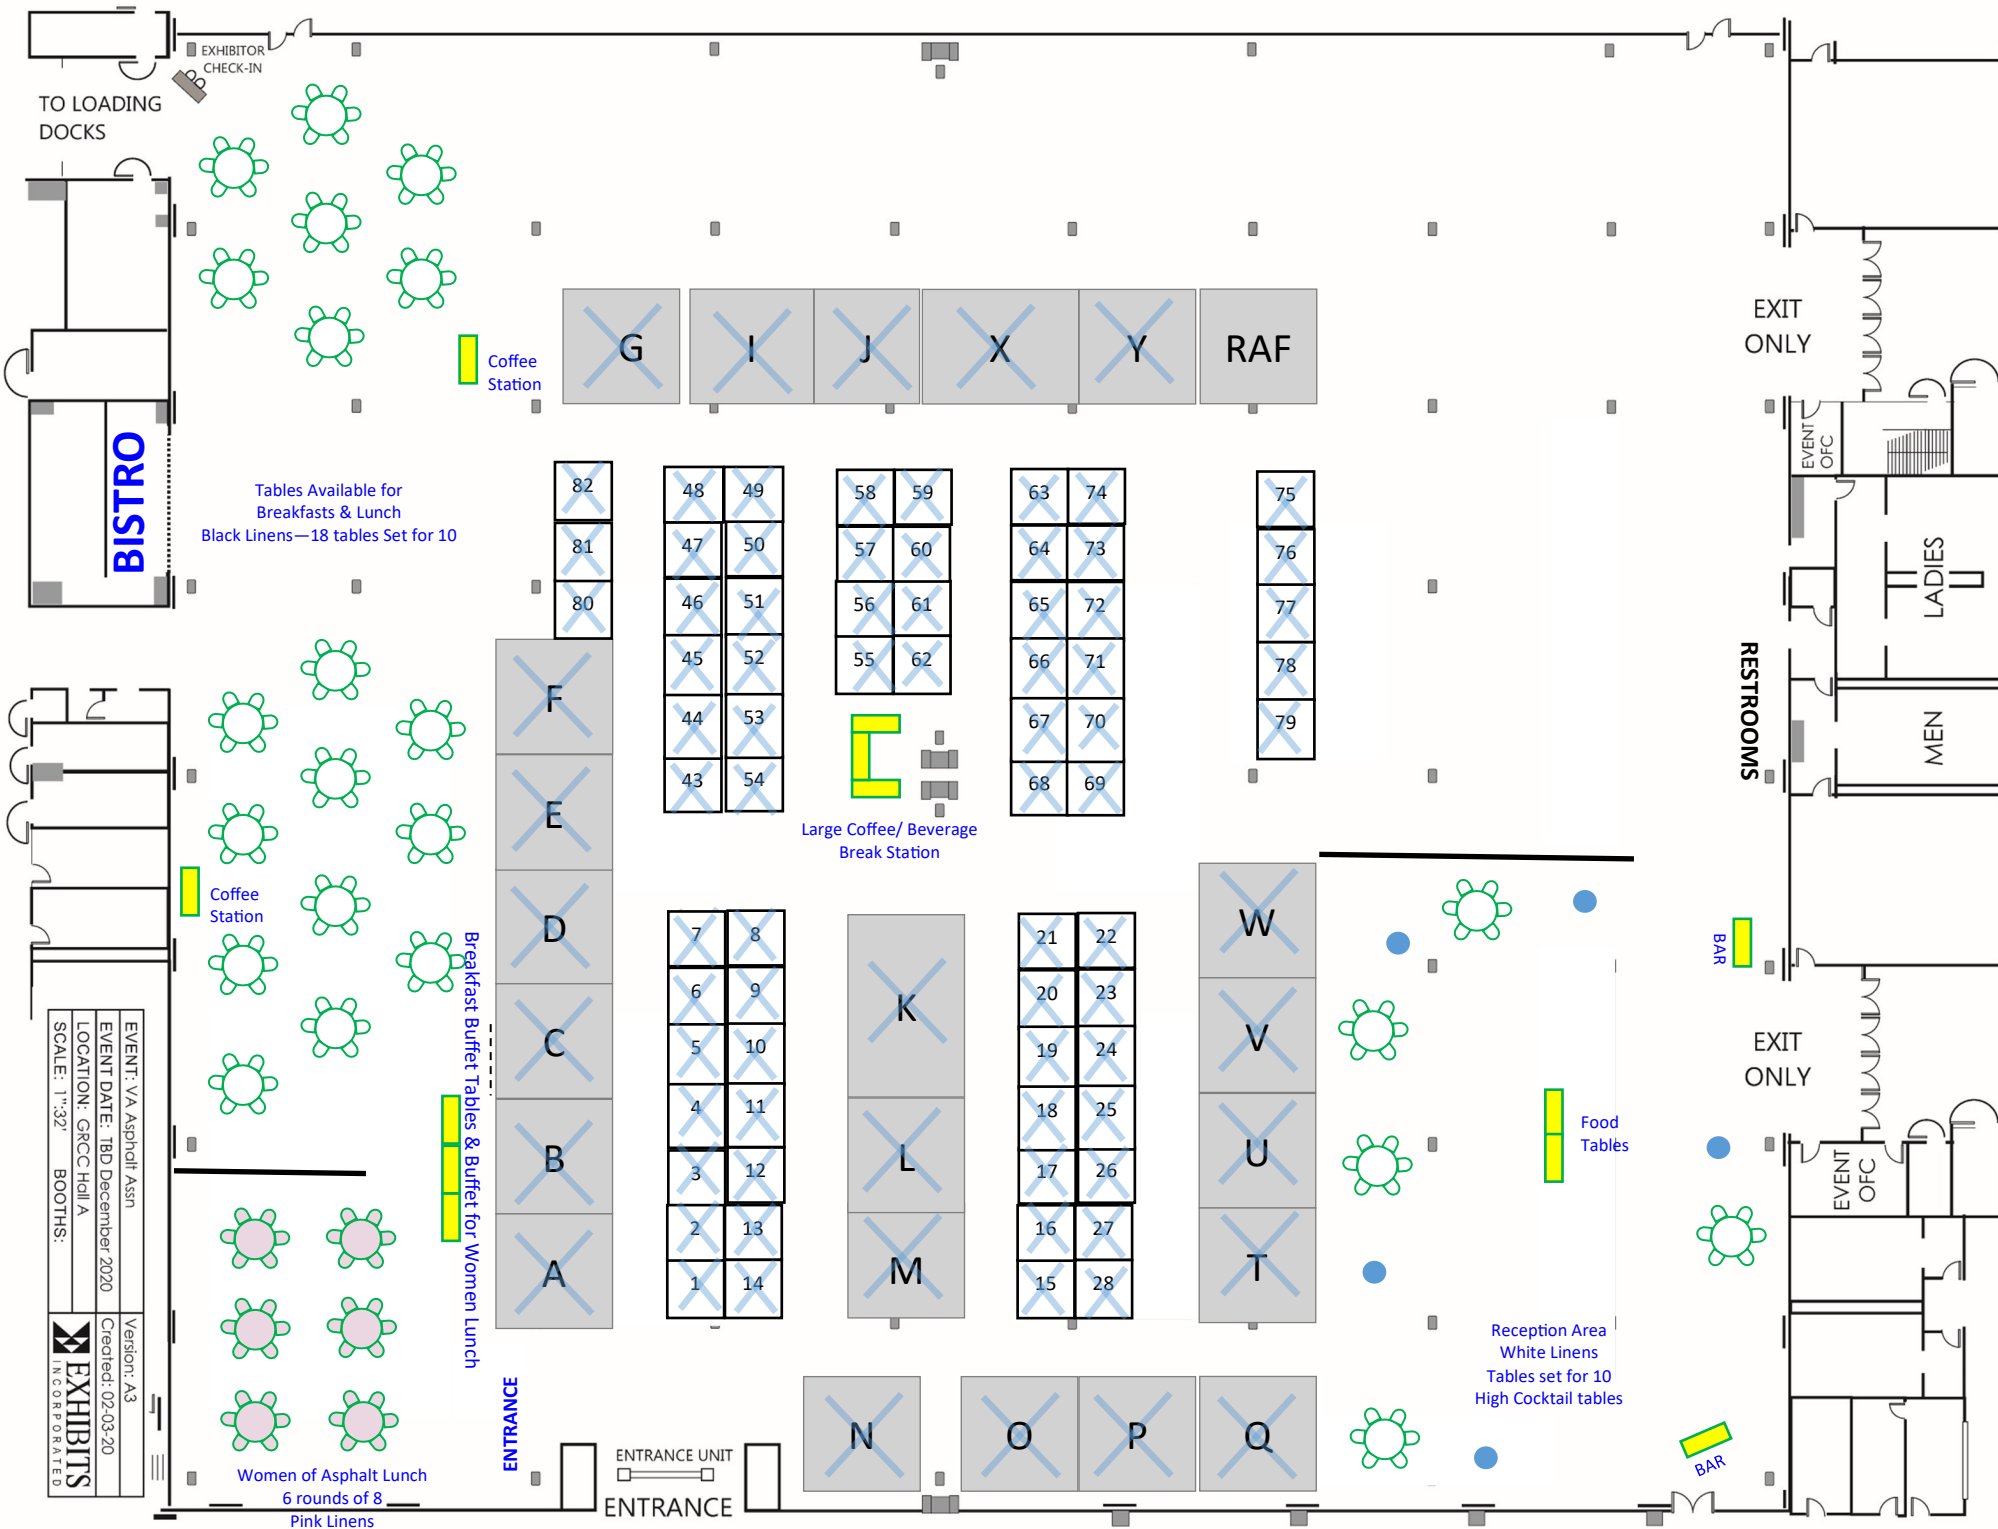 EXHIBITOR
CHECK-IN
TO LOADING
DOCKS
G
I
J
X
Y
RAF
EXIT
ONLY
Coffee
Station
BISTRO
Tables Available for
Breakfasts & Lunch
Black Linens—18 tables Set for 10
EVENT
OFC
82
48
49
58
59
63
74
75
81
47
50
57
60
64
73
76
80
46
51
56
61
65
72
77
F
45
52
55
62
66
71
78
44
53
67
70
79
43
54
68
69
LADIES
MEN
RESTROOMS
E
Large Coffee/ Beverage
Break Station
Coffee
Station
Breakfast Buffet Tables & Buffet for Women Lunch
D
C
B
A
7
8
6
9
5
10
4
11
3
12
2
13
1
14
K
L
M
21
22
20
23
19
24
18
25
17
26
16
27
15
28
W
V
U
T
BAR
EXIT
ONLY
Food
Tables
EVENT
OFC
EVENT: VA Asphalt Assn
EVENT DATE: TBD December 2020
LOCATION: GRCC Hall A
SCALE: 1":32' BOOTHS:
Version: A3
Created: 02-03-20
EXHIBITS
INCORPORATED
Reception Area
White Linens
Tables set for 10
High Cocktail tables
N
O
P
Q
BAR
ENTRANCE
ENTRANCE UNIT
ENTRANCE
Women of Asphalt Lunch
6 rounds of 8
Pink Linens